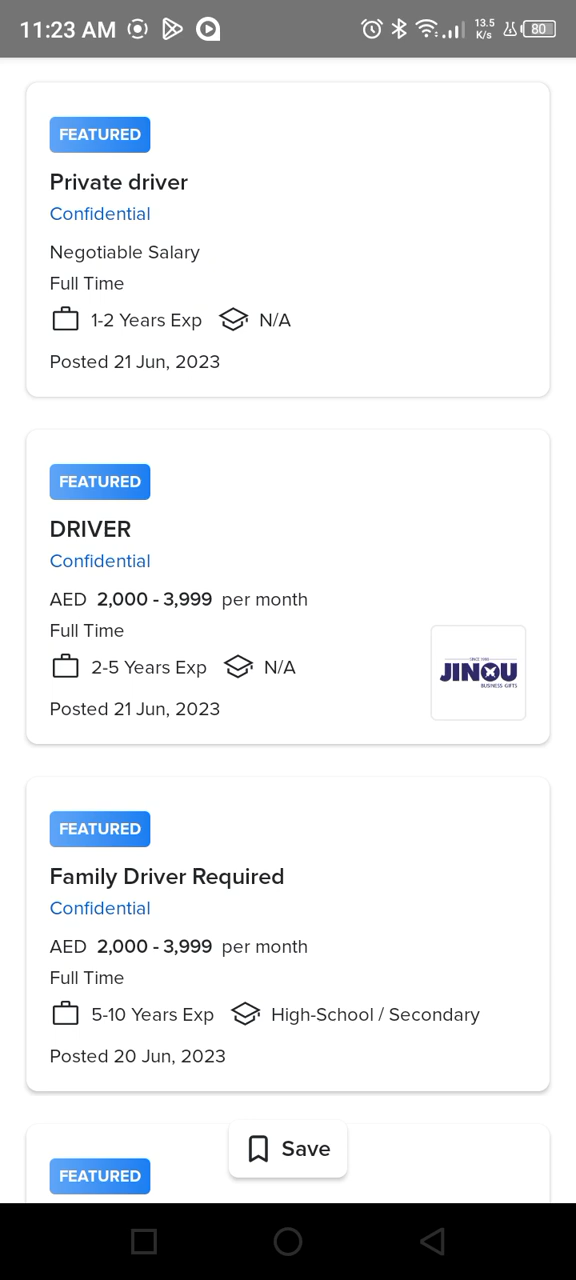 11:23 AM
13.5
K/s
80
FEATURED
Private driver
Confidential
Negotiable Salary
Full Time
1-2 Years Exp N/A
Posted 21 Jun, 2023
FEATURED
DRIVER
Confidential
AED 2,000 - 3,999 per month
Full Time
2-5 Years Exp N/A
Posted 21 Jun, 2023
JINOU
BUSINESS GIFTS
FEATURED
Family Driver Required
Confidential
AED 2,000 - 3,999 per month
Full Time
5-10 Years Exp High-School / Secondary
Posted 20 Jun, 2023
Save
FEATURED